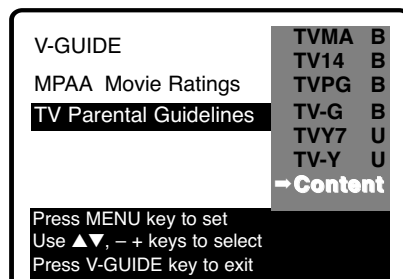 V-GUIDE
MPAA Movie Ratings
TV Parental Guidelines
TVMA B
TV14 B
TVPG B
TV-G B
TVY7 U
TV-Y U
➡Content
Press MENU key to set
Use ▲▼, – + keys to select
Press V-GUIDE key to exit